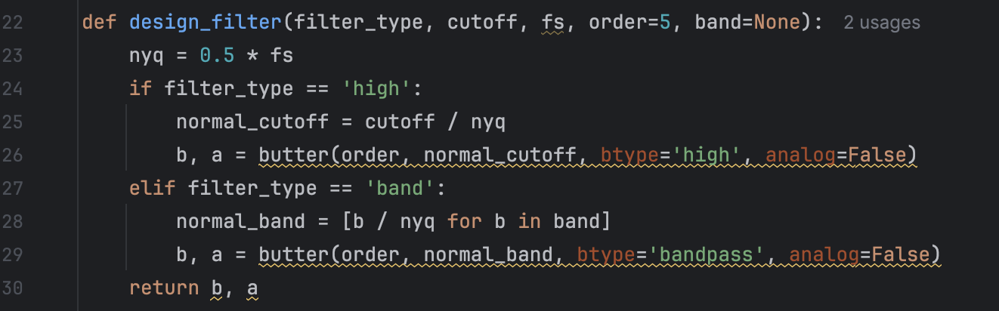 22 def design_filter(filter_type, cutoff, fs, order=5, band=None): 2 usages
23 nyq = 0.5 * fs
24 if filter_type == 'high':
25 normal_cutoff = cutoff / nyq
26 b, a = butter(order, normal_cutoff, btype='high', analog=False)
27 elif filter_type == 'band':
28 normal_band = [b / nyq for b in band]
29 b, a = butter(order, normal_band, btype='bandpass', analog=False)
30 return b, a